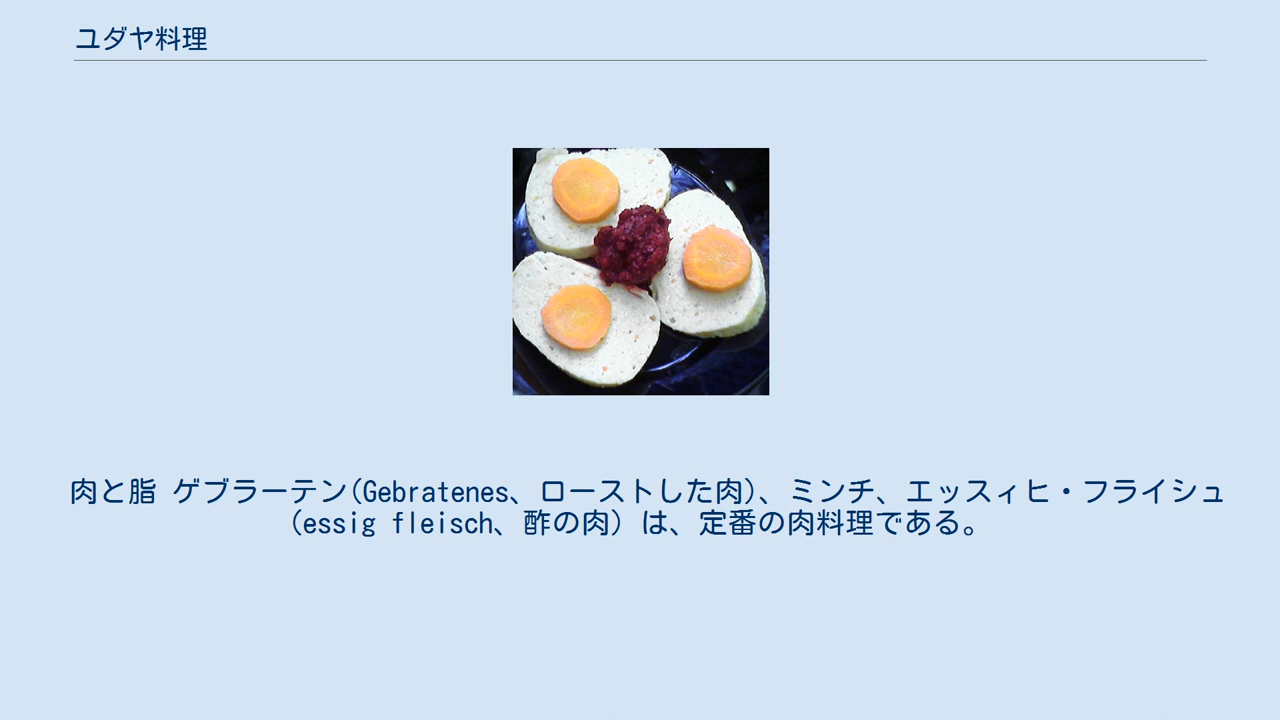 ユダヤ料理
肉と脂 ゲブラーテン(Gebratenes、ローストした肉)、ミンチ、エッスィヒ・フライシュ
(essig fleisch、酢の肉) は、定番の肉料理である。